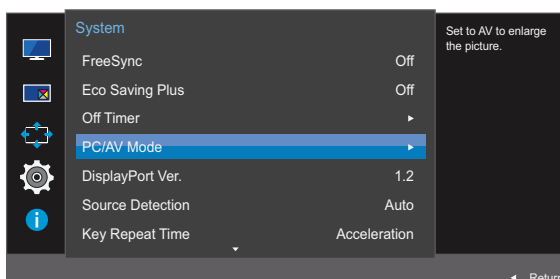 System
FreeSync Off
Eco Saving Plus Off
Off Timer
PC/AV Mode
DisplayPort Ver. 1.2
Source Detection Auto
Key Repeat Time Acceleration
Set to AV to enlarge
the picture.
Return